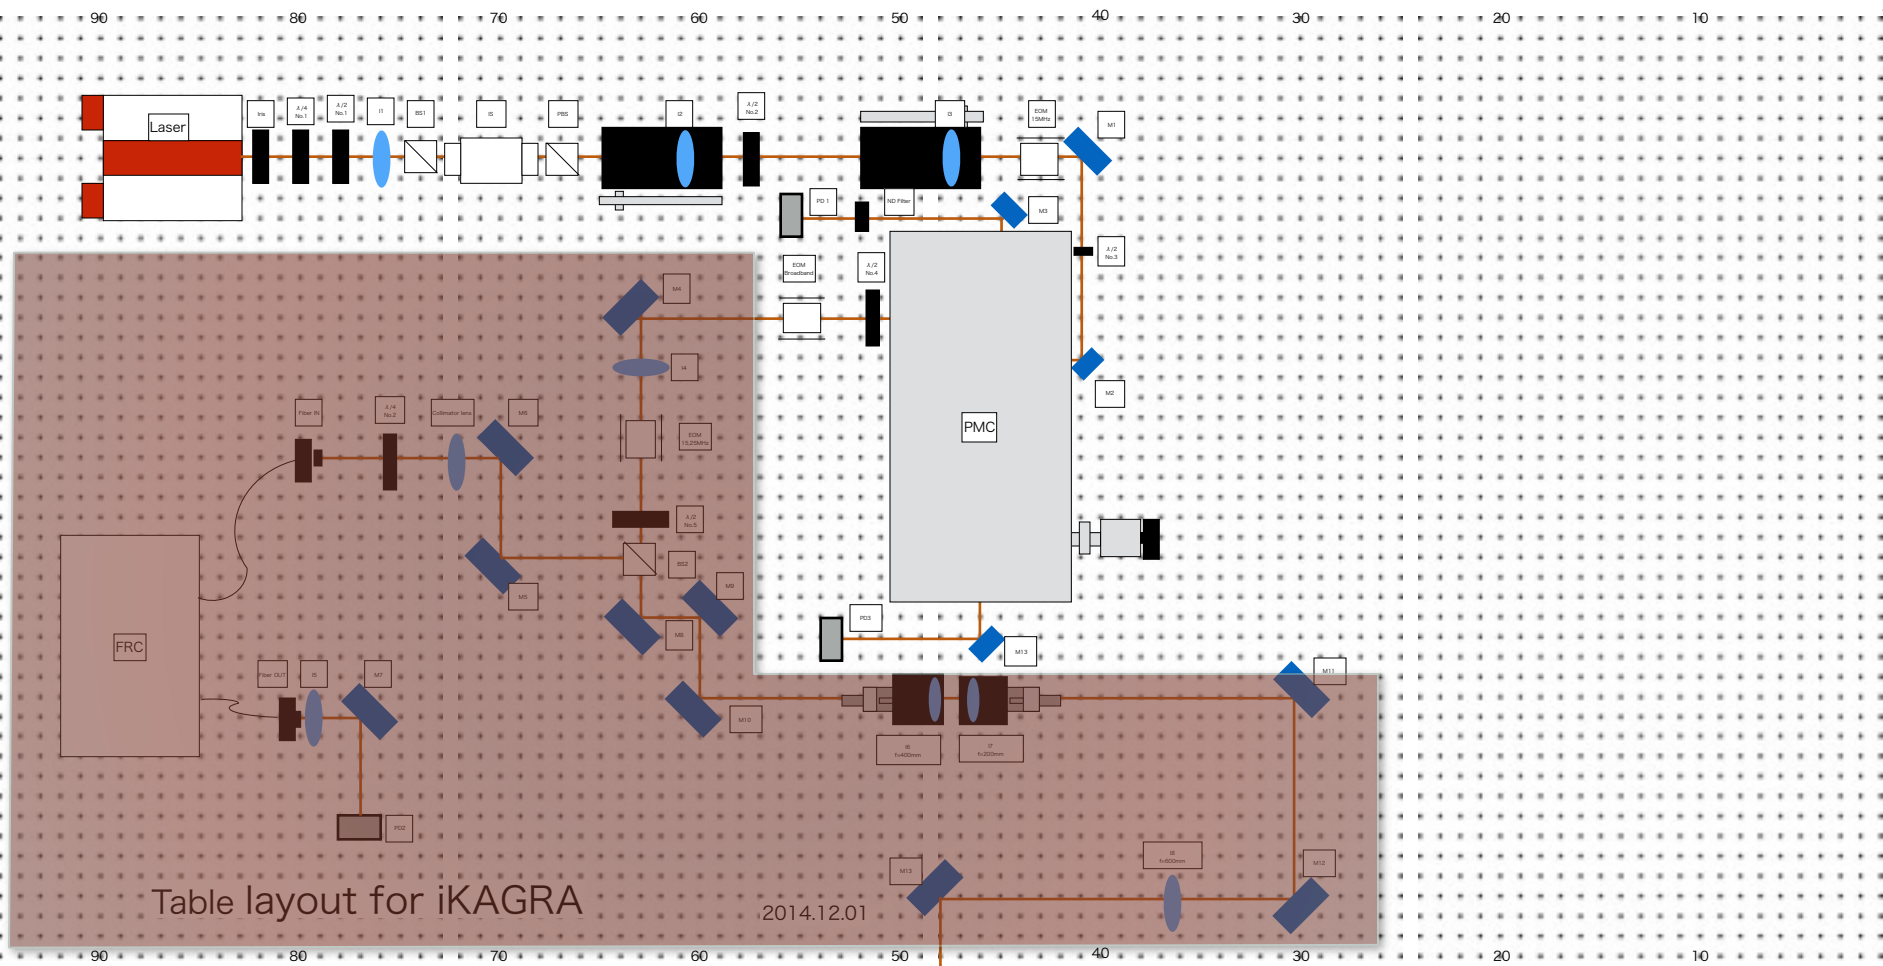 90 80 70 60 50 40 30 20 10
Laser
Iris
λ/4
No.1
λ/2
No.1
l1
BS1
IS
PBS
l2
λ/2
No.2
l3
EOM
15MHz
M1
PD 1
ND Filter
M3
λ/2
No.3
EOM
Broadband
λ/2
No.4
M4
l4
M2
Fiber IN
λ/4
No.2
Collimator lens
M8
EOM
15,25MHz
PMC
λ/2
No.5
BS2
M5
M9
PD3
M8
M13
FRC
Fiber OUT
l5
M7
M11
M10
l6
f=400mm
l7
f=200mm
PD2
l8
f=600mm
M13
M12
Table layout for iKAGRA
2014.12.01
90 80 70 60 50 40 30 20 10